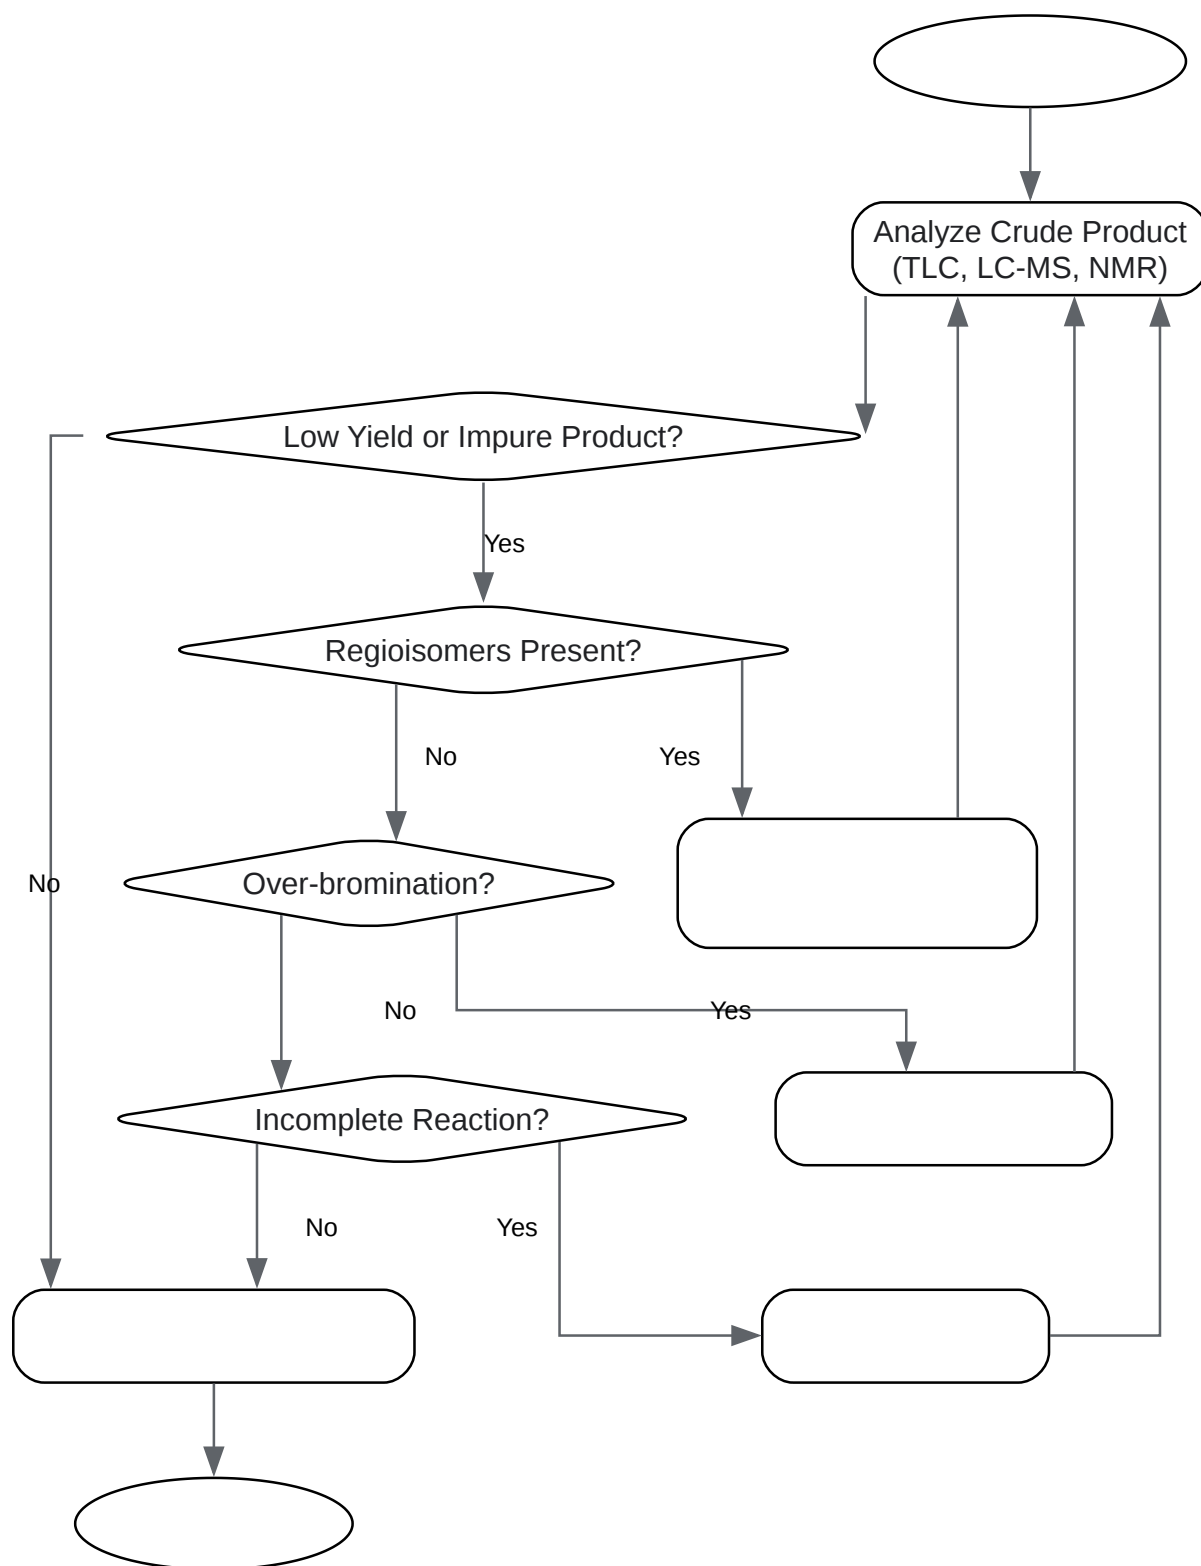 Analyze Crude Product
(TLC, LC-MS, NMR)
Low Yield or Impure Product?
Yes
Regioisomers Present?
No
Yes
Over-bromination?
No
No
Yes
Incomplete Reaction?
No
Yes